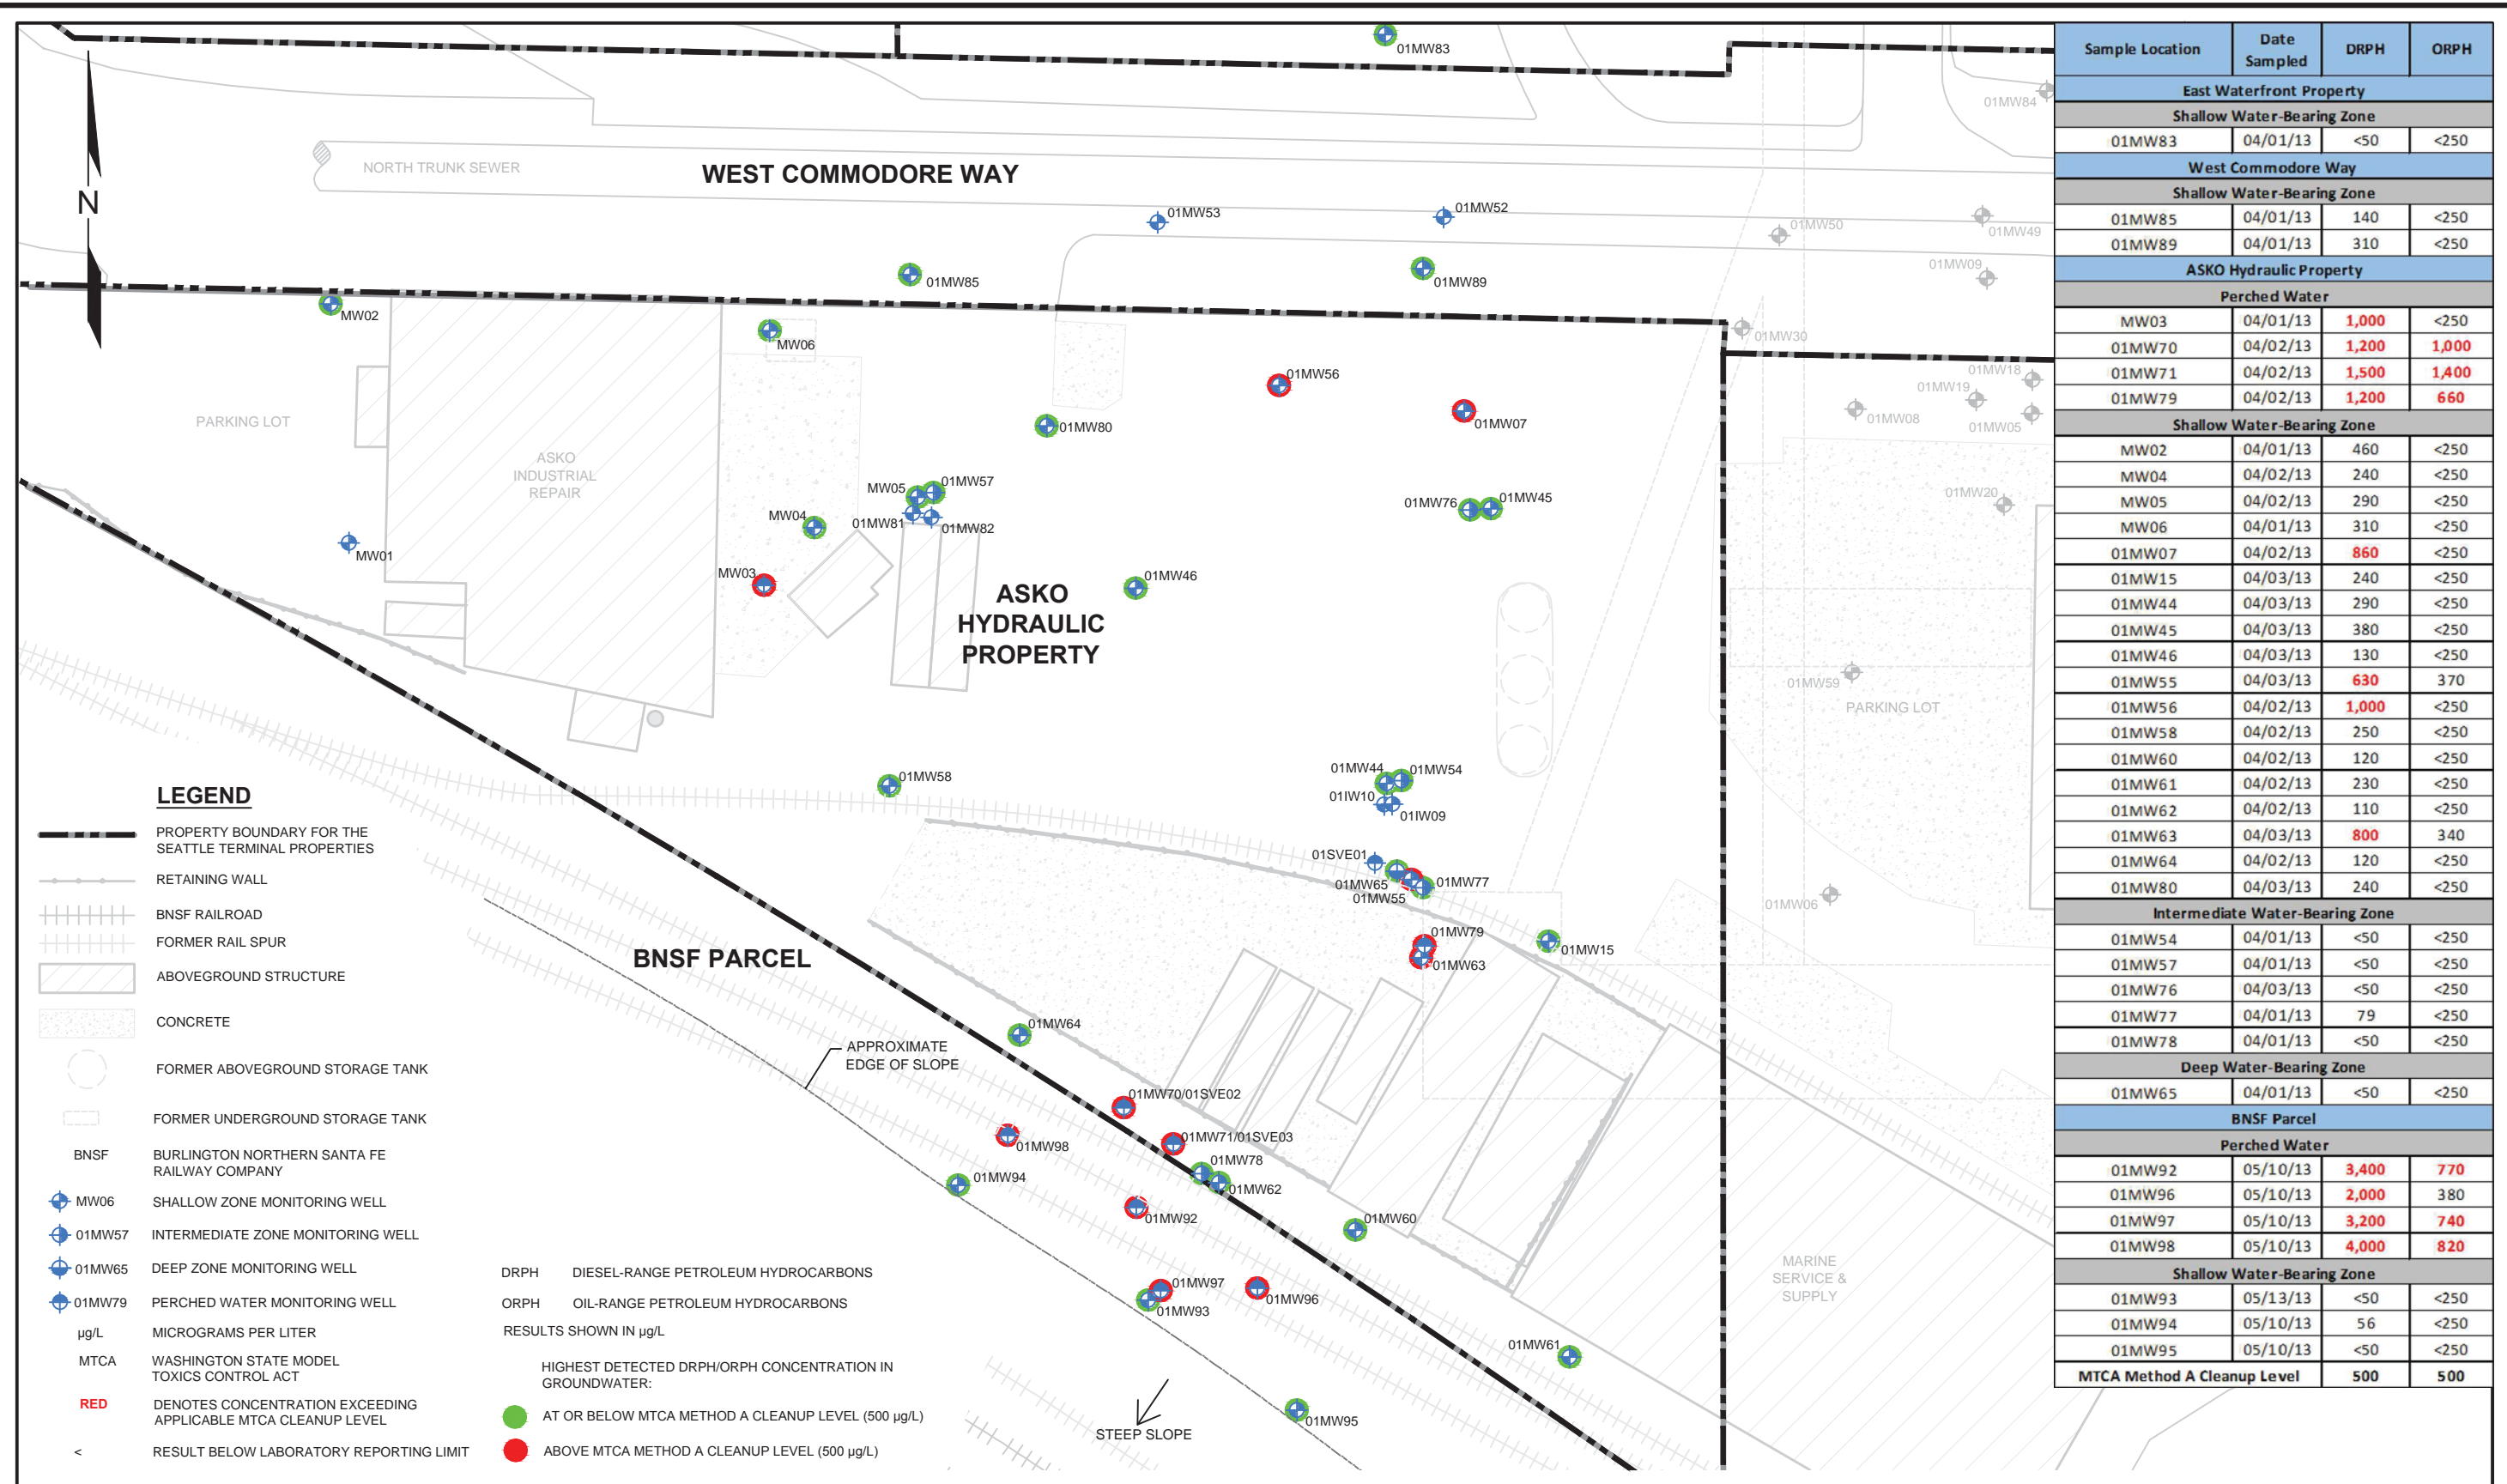 01MW83
01MW84
NORTH TRUNK SEWER
WEST COMMODORE WAY
N
01MW53
01MW52
01MW50
01MW49
01MW85
01MW89
01MW09
MW02
MW06
01MW30
01MW56
01MW07
01MW18
01MW19
01MW08
01MW05
PARKING LOT
01MW80
ASKO
INDUSTRIAL
REPAIR
MW05
01MW57
MW04
01MW81
01MW82
01MW76
01MW45
01MW20
MW01
MW03
01MW46
ASKO
HYDRAULIC
PROPERTY
01MW59
PARKING LOT
01MW58
01MW44
01MW54
01IW10
01IW09
01SVE01
01MW65
01MW77
01MW55
01MW06
01MW79
01MW63
01MW15
BNSF PARCEL
01MW64
APPROXIMATE
EDGE OF SLOPE
01MW70/01SVE02
01MW98
01MW71/01SVE03
01MW78
01MW62
01MW94
01MW92
01MW60
01MW97
01MW93
01MW96
MARINE
SERVICE &
SUPPLY
01MW61
01MW95
STEEP SLOPE
LEGEND
PROPERTY BOUNDARY FOR THE
SEATTLE TERMINAL PROPERTIES
RETAINING WALL
BNSF RAILROAD
FORMER RAIL SPUR
ABOVEGROUND STRUCTURE
CONCRETE
FORMER ABOVEGROUND STORAGE TANK
FORMER UNDERGROUND STORAGE TANK
BNSF BURLINGTON NORTHERN SANTA FE
RAILWAY COMPANY
MW06 SHALLOW ZONE MONITORING WELL
01MW57 INTERMEDIATE ZONE MONITORING WELL
01MW65 DEEP ZONE MONITORING WELL
01MW79 PERCHED WATER MONITORING WELL
µg/L MICROGRAMS PER LITER
MTCA WASHINGTON STATE MODEL
TOXICS CONTROL ACT
RED DENOTES CONCENTRATION EXCEEDING
APPLICABLE MTCA CLEANUP LEVEL
< RESULT BELOW LABORATORY REPORTING LIMIT
DRPH DIESEL-RANGE PETROLEUM HYDROCARBONS
ORPH OIL-RANGE PETROLEUM HYDROCARBONS
RESULTS SHOWN IN µg/L
HIGHEST DETECTED DRPH/ORPH CONCENTRATION IN
GROUNDWATER:
AT OR BELOW MTCA METHOD A CLEANUP LEVEL (500 µg/L)
ABOVE MTCA METHOD A CLEANUP LEVEL (500 µg/L)
Sample Location Date Sampled DRPH ORPH
East Waterfront Property
Shallow Water-Bearing Zone
01MW83 04/01/13 <50 <250
West Commodore Way
Shallow Water-Bearing Zone
01MW85 04/01/13 140 <250
01MW89 04/01/13 310 <250
ASKO Hydraulic Property
Perched Water
MW03 04/01/13 1,000 <250
01MW70 04/02/13 1,200 1,000
01MW71 04/02/13 1,500 1,400
01MW79 04/02/13 1,200 660
Shallow Water-Bearing Zone
MW02 04/01/13 460 <250
MW04 04/02/13 240 <250
MW05 04/02/13 290 <250
MW06 04/01/13 310 <250
01MW07 04/02/13 860 <250
01MW15 04/03/13 240 <250
01MW44 04/03/13 290 <250
01MW45 04/03/13 380 <250
01MW46 04/03/13 130 <250
01MW55 04/03/13 630 370
01MW56 04/02/13 1,000 <250
01MW58 04/02/13 250 <250
01MW60 04/02/13 120 <250
01MW61 04/02/13 230 <250
01MW62 04/02/13 110 <250
01MW63 04/03/13 800 340
01MW64 04/02/13 120 <250
01MW80 04/03/13 240 <250
Intermediate Water-Bearing Zone
01MW54 04/01/13 <50 <250
01MW57 04/01/13 <50 <250
01MW76 04/03/13 <50 <250
01MW77 04/01/13 79 <250
01MW78 04/01/13 <50 <250
Deep Water-Bearing Zone
01MW65 04/01/13 <50 <250
BNSF Parcel
Perched Water
01MW92 05/10/13 3,400 770
01MW96 05/10/13 2,000 380
01MW97 05/10/13 3,200 740
01MW98 05/10/13 4,000 820
Shallow Water-Bearing Zone
01MW93 05/13/13 <50 <250
01MW94 05/10/13 56 <250
01MW95 05/10/13 <50 <250
MTCA Method A Cleanup Level 500 500